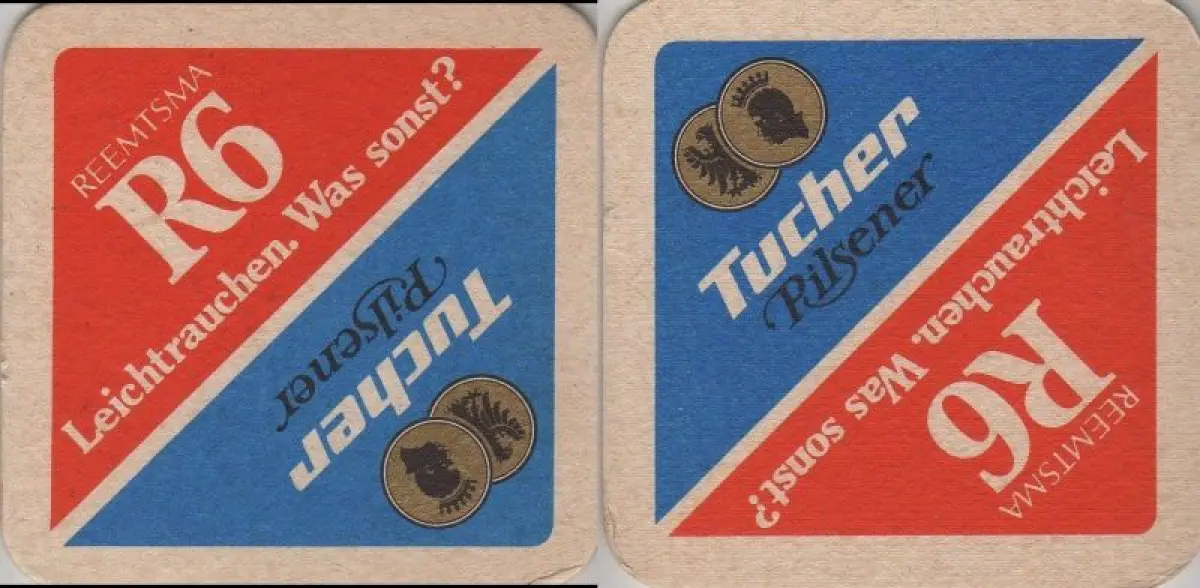 REEMTSMA
R6
Leichtrauchen. Was sonst?
Tucher
Pilsener
Tucher
Pilsener
Leichtrauchen. Was sonst?
R6
REEMTSMA